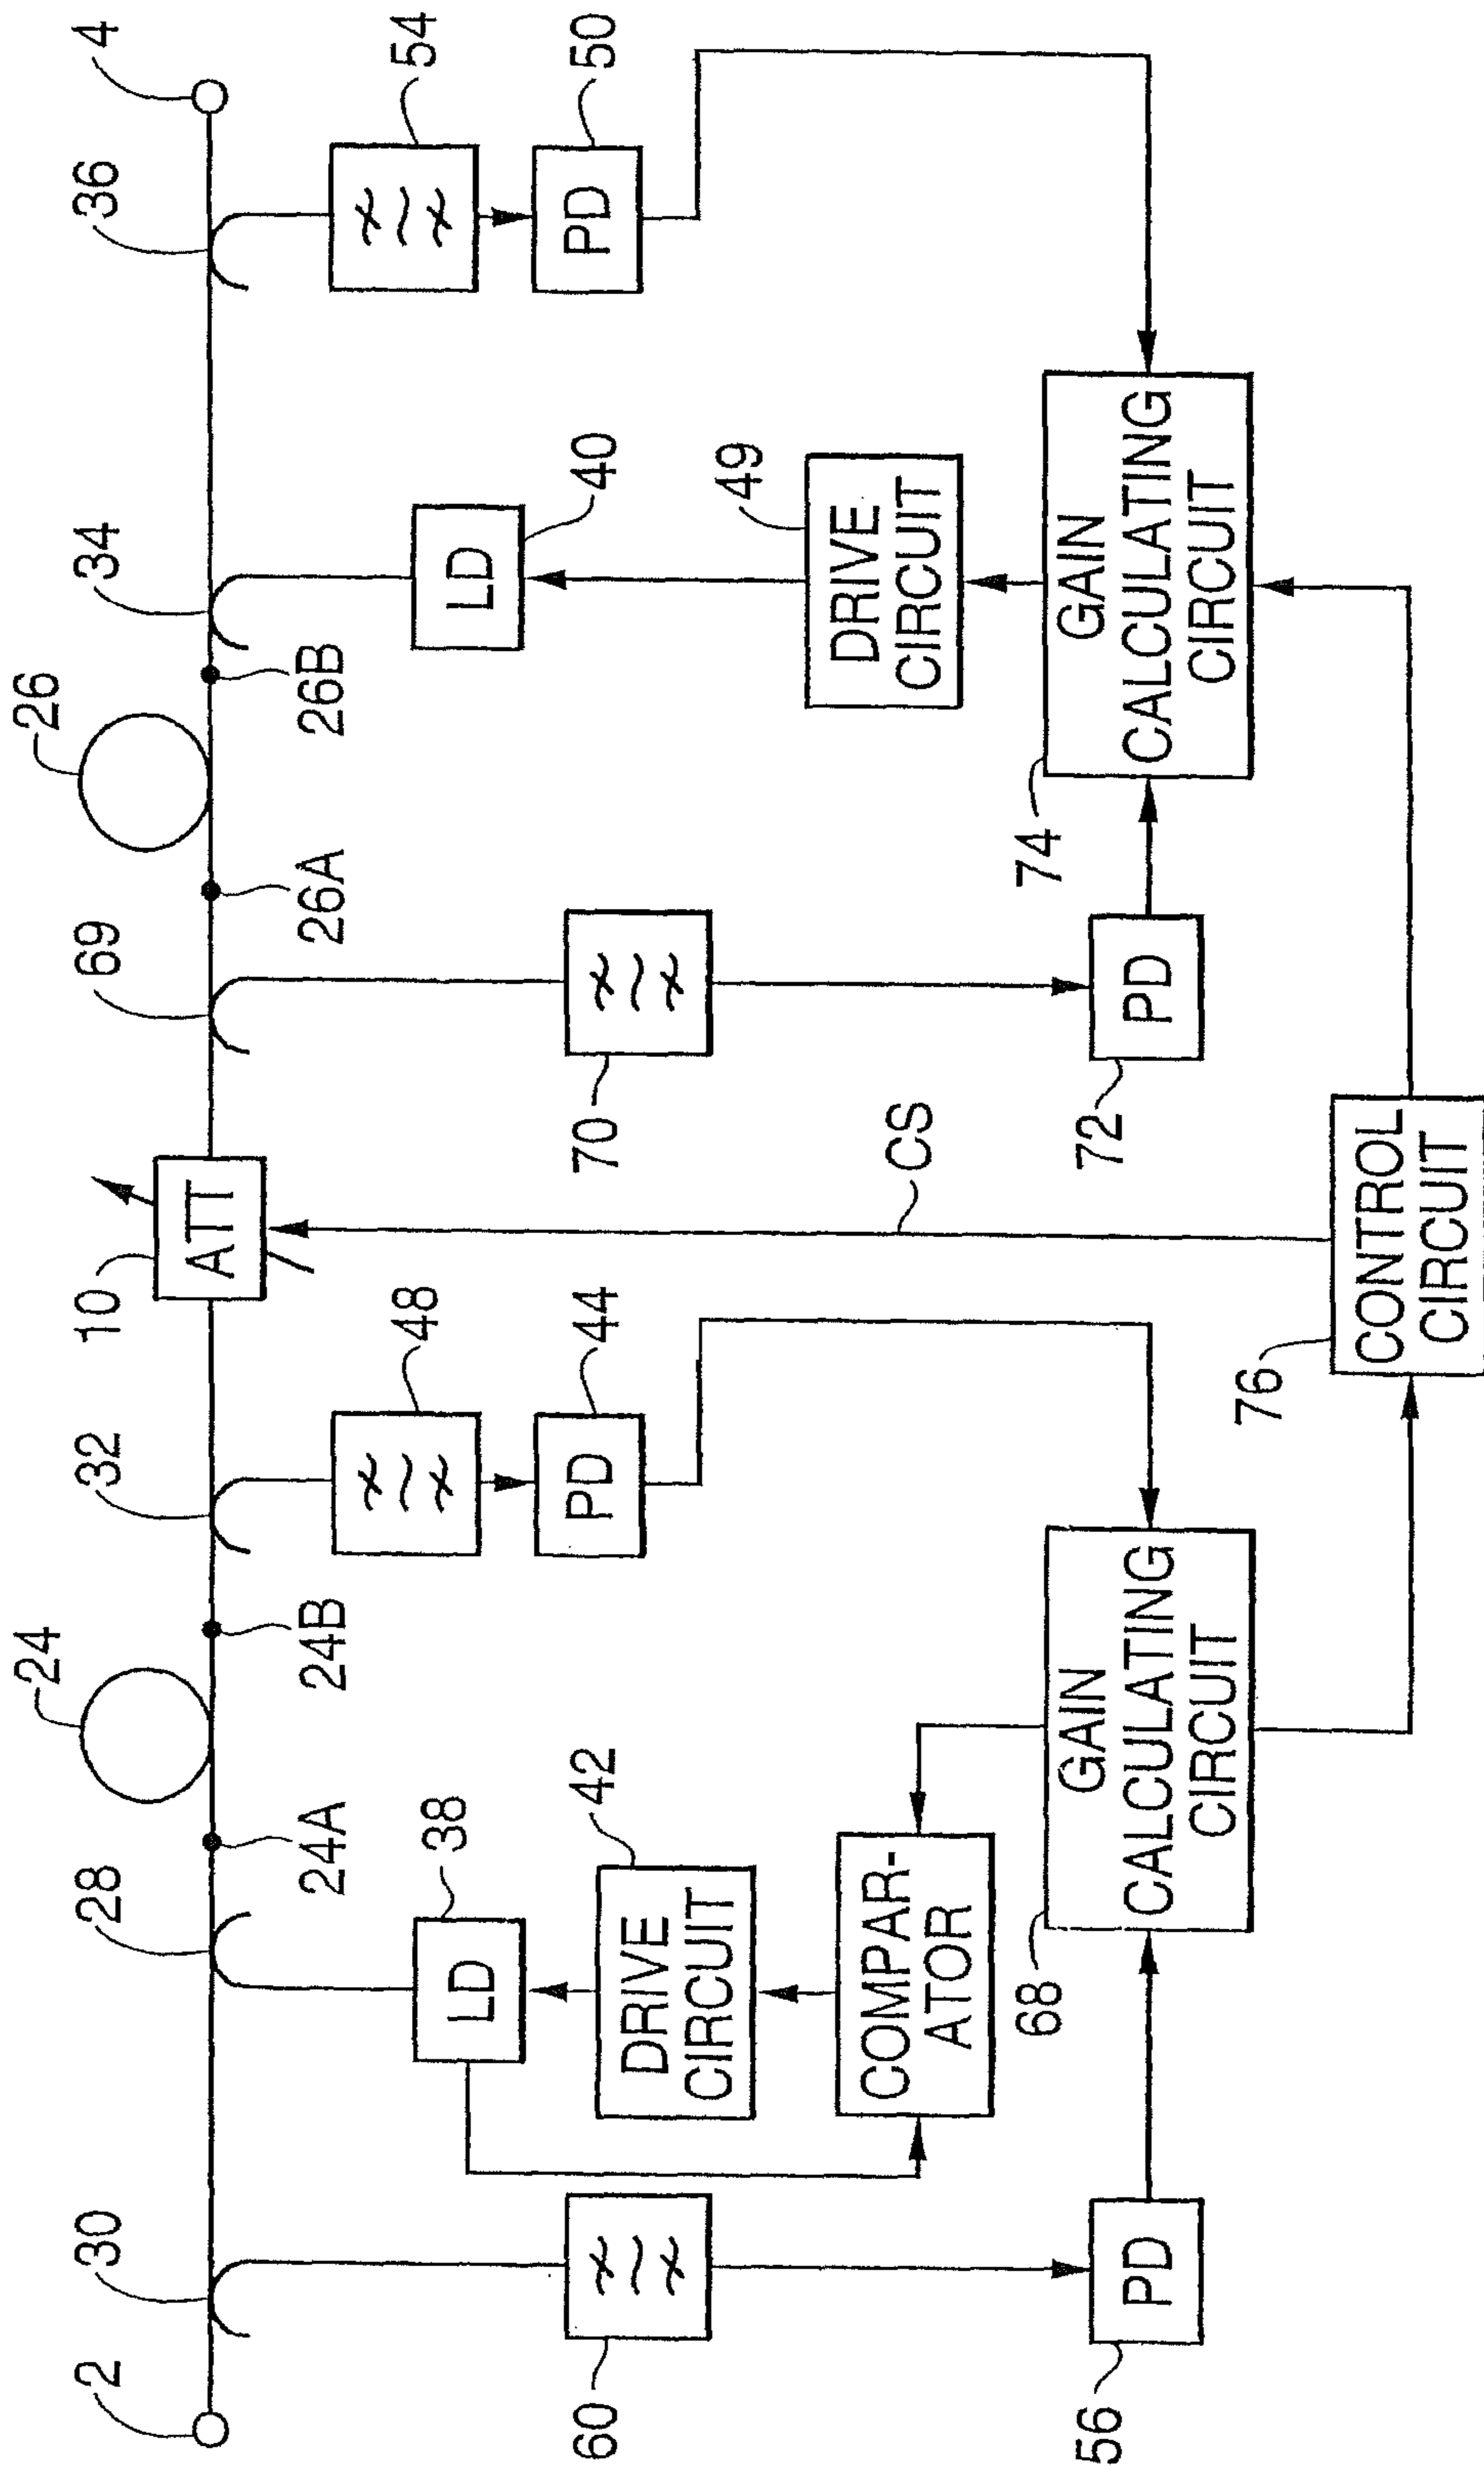 2
30
28
24A
24
24B
32
10
ATT
69
26A
26
26B
34
36
4
60
38
LD
42
DRIVE
CIRCUIT
COMPAR-
ATOR
48
44
PD
CS
70
40
LD
49
DRIVE
CIRCUIT
54
50
PD
56
PD
68
GAIN
CALCULATING
CIRCUIT
72
PD
74
GAIN
CALCULATING
CIRCUIT
76
CONTROL
CIRCUIT